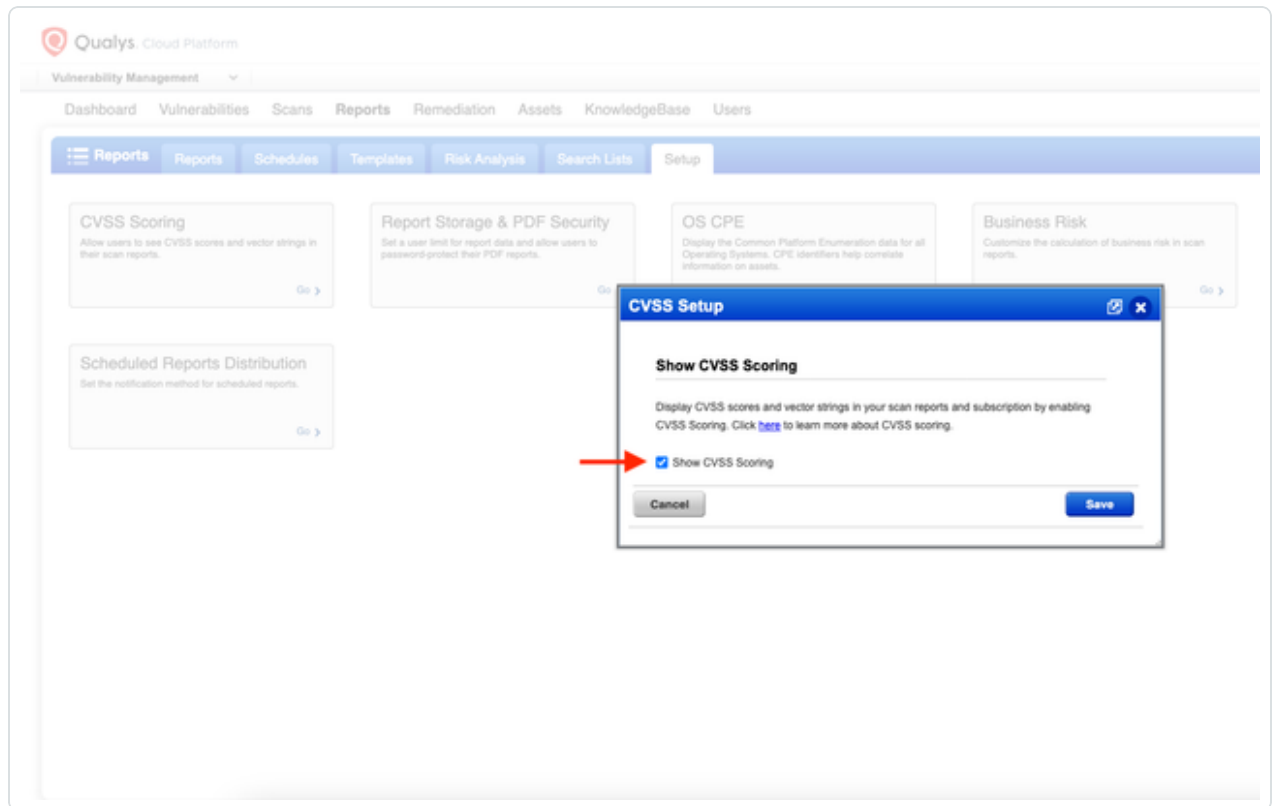 Qualys. Cloud Platform
Vulnerability Management
Dashboard Vulnerabilities Scans Reports Remediation Assets KnowledgeBase Users
Reports Reports Schedules Templates Risk Analysis Search Lists Setup
CVSS Scoring
Allow users to see CVSS scores and vector strings in
their scan reports.
Go
Report Storage & PDF Security
Set a user limit for report data and allow users to
password-protect their PDF reports.
Go
OS CPE
Display the Common Platform Enumeration data for all
Operating Systems. CPE identifiers help correlate
information on assets.
Business Risk
Customize the calculation of business risk in scan
reports.
Go
Scheduled Reports Distribution
Set the notification method for scheduled reports.
Go
CVSS Setup
Show CVSS Scoring
Display CVSS scores and vector strings in your scan reports and subscription by enabling
CVSS Scoring. Click here to learn more about CVSS scoring.
Show CVSS Scoring
Cancel
Save